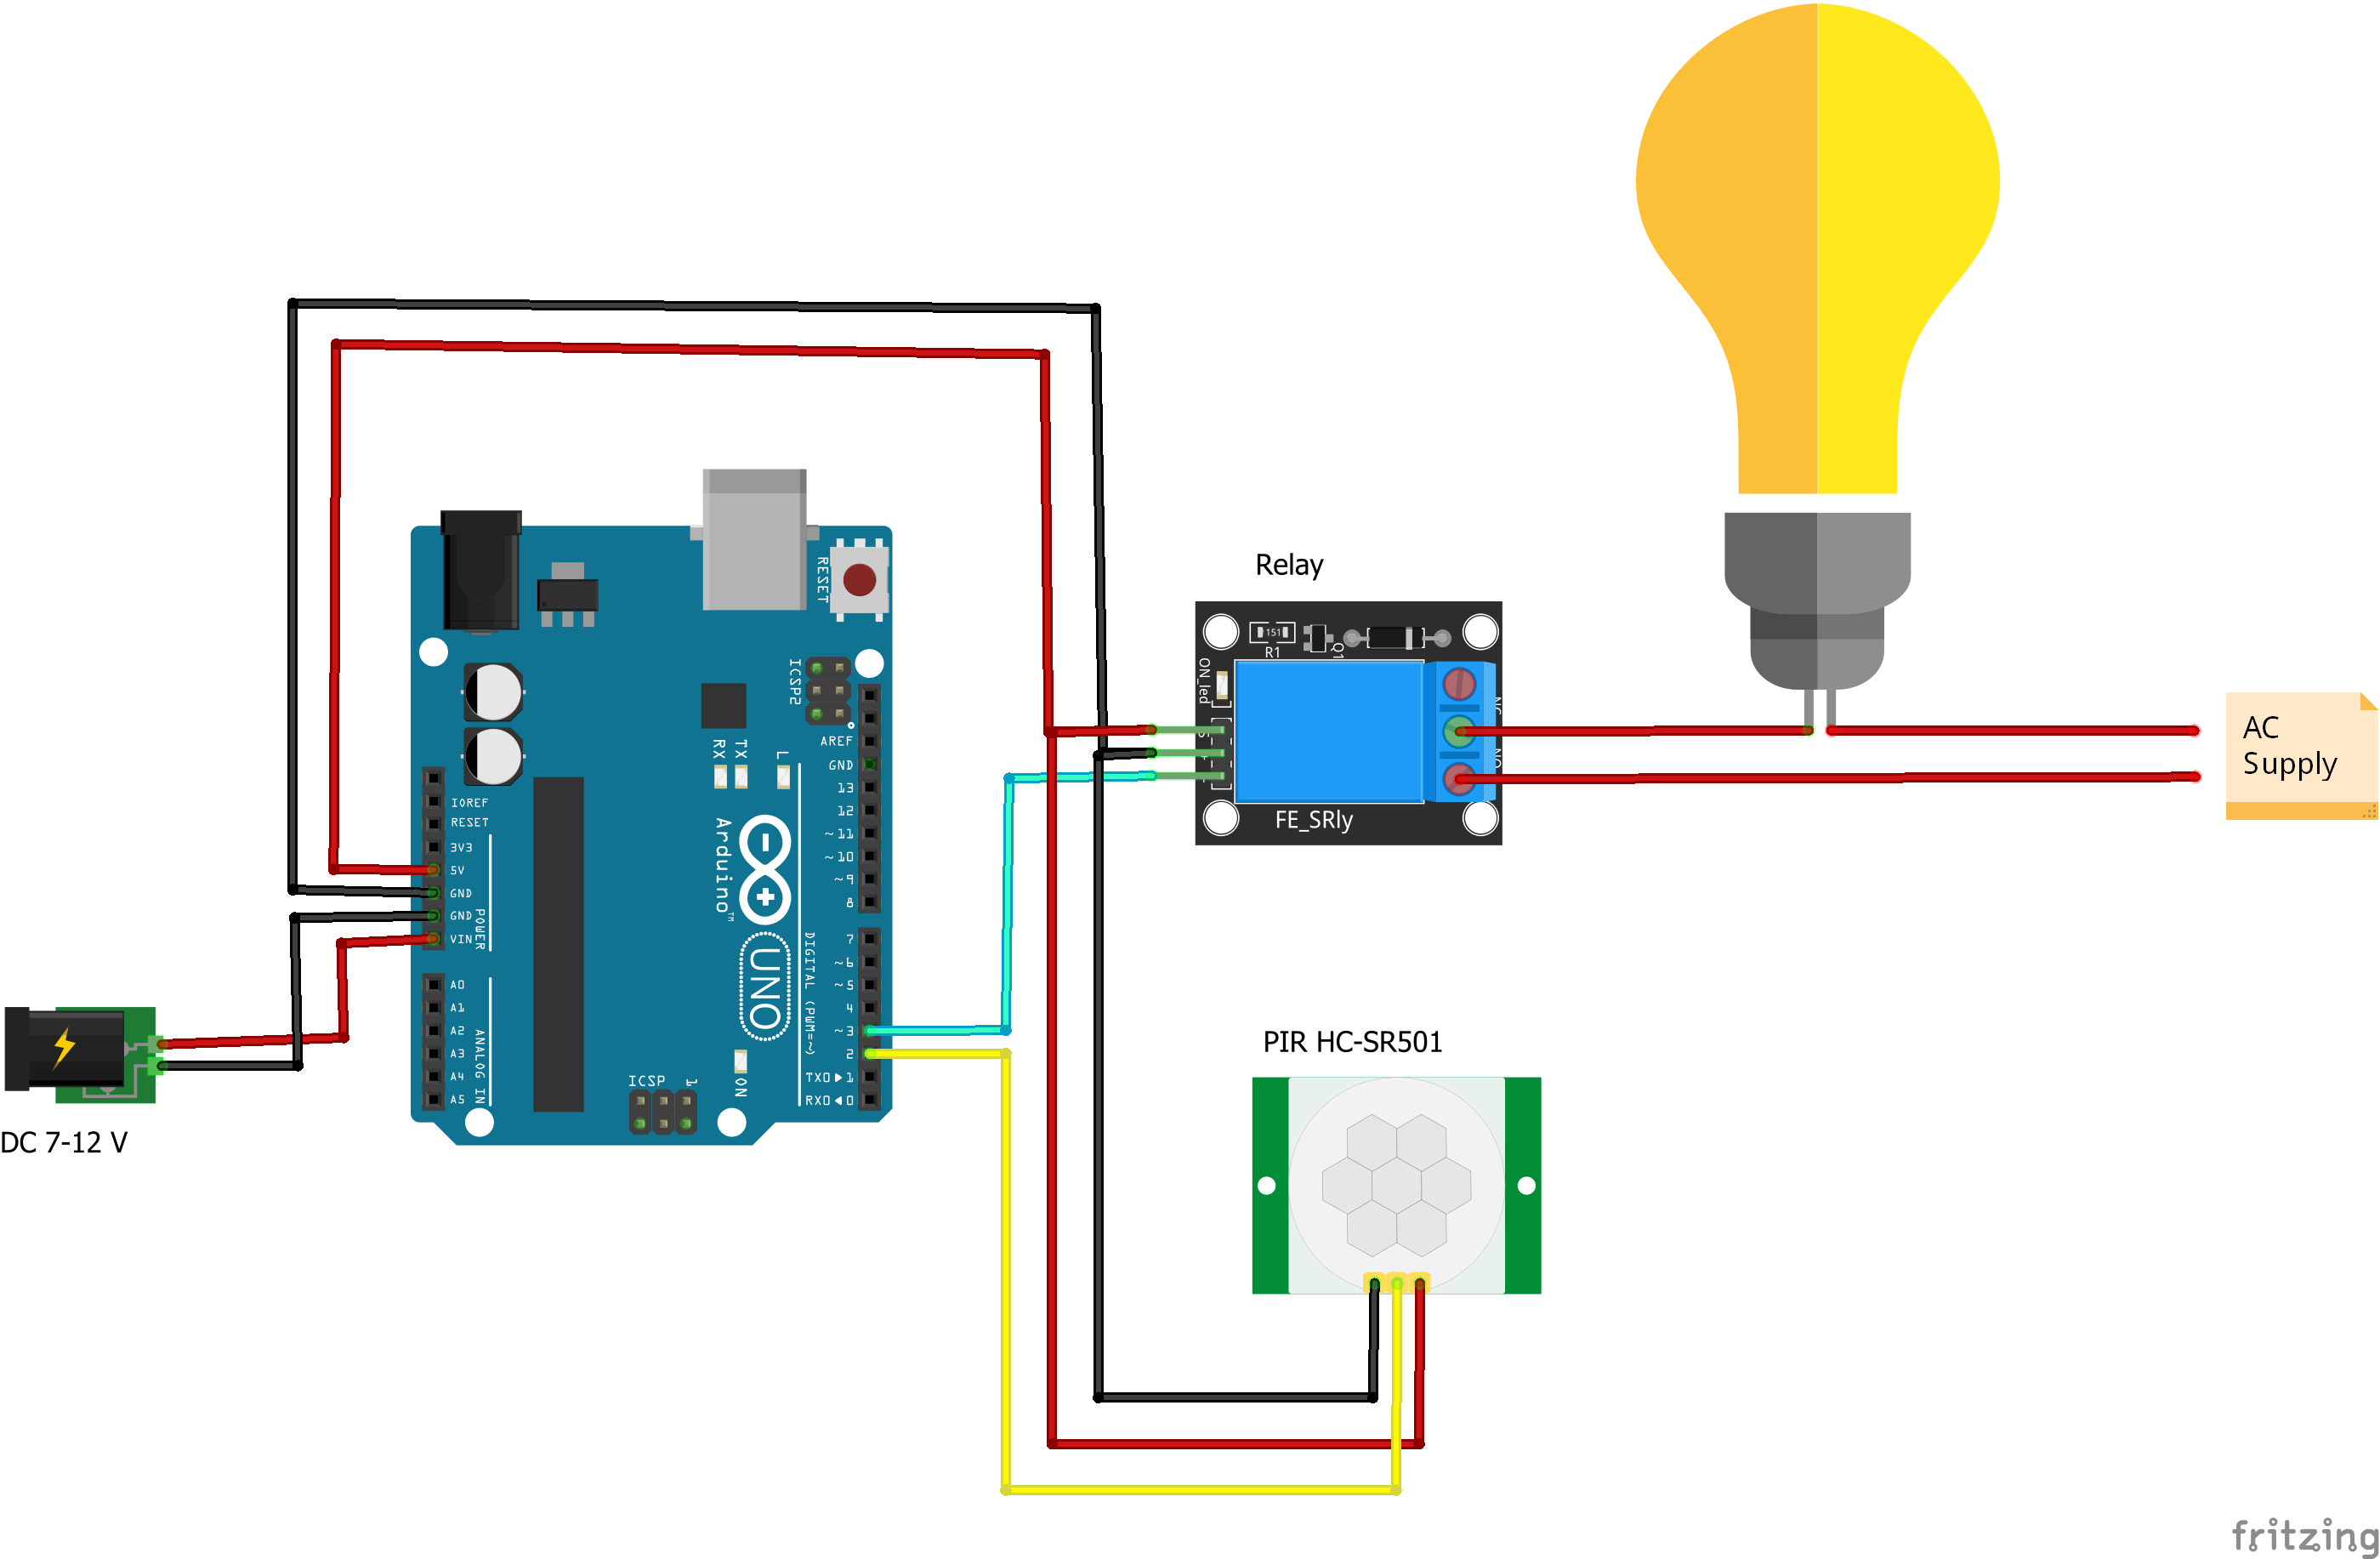 Relay
151
R1
Q1
ON_led
NC
NO
FE_SRly
AC
Supply
RESET
ICSP2
RX
TX
L
AREF
GND
13
12
~11
~10
~9
8
7
~6
~5
4
~3
2
TX0 1
RX0 0
DIGITAL (PWM=~)
IOREF
RESET
3V3
5V
GND
GND
VIN
POWER
A0
A1
A2
A3
A4
A5
ANALOG IN
Arduino™
UNO
ON
ICSP
1
DC 7-12 V
PIR HC-SR501
fritzing